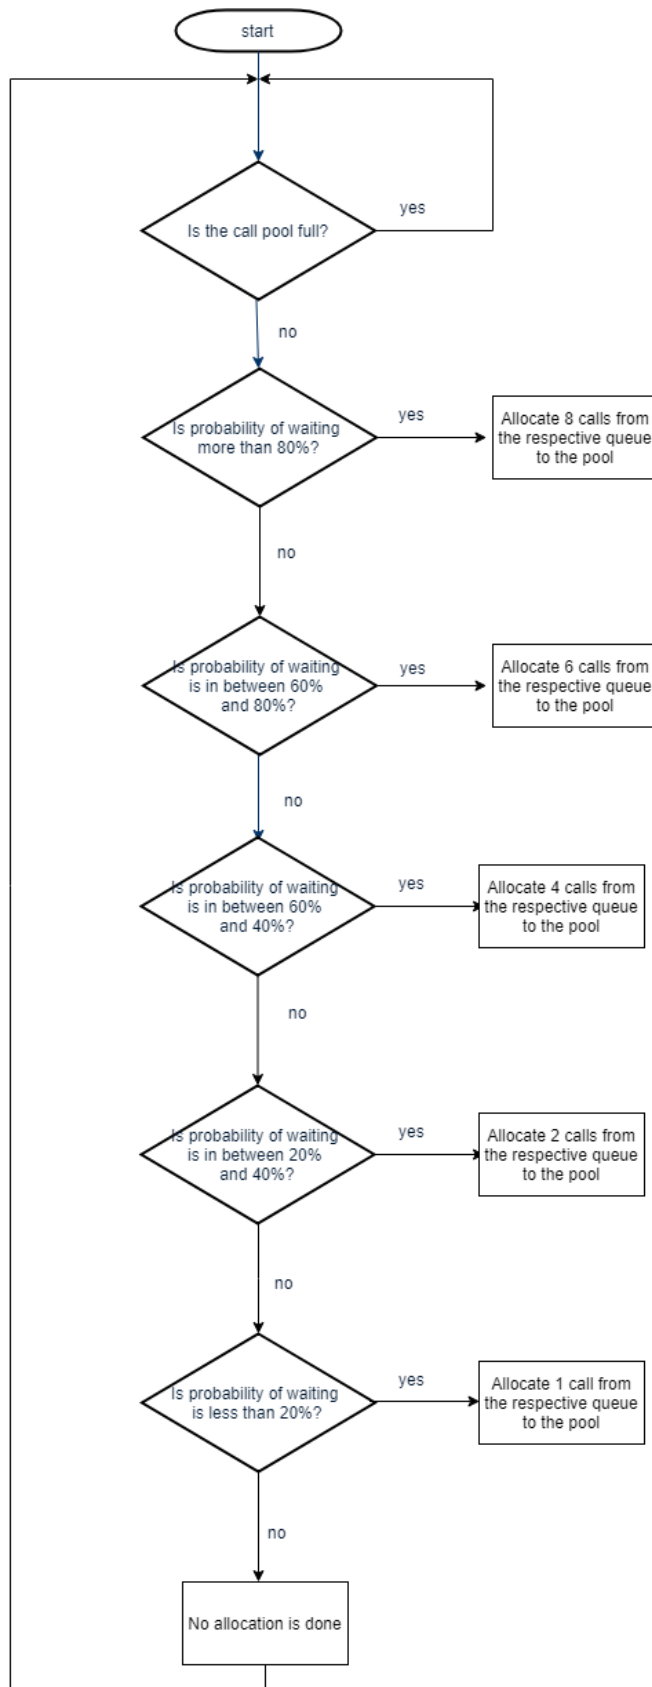 start
yes
Is the call pool full?
no
Is probability of waiting
more than 80%?
yes
Allocate 8 calls from
the respective queue
to the pool
no
Is probability of waiting
is in between 60%
and 80%?
yes
Allocate 6 calls from
the respective queue
to the pool
no
Is probability of waiting
is in between 60%
and 40%?
yes
Allocate 4 calls from
the respective queue
to the pool
no
Is probability of waiting
is in between 20%
and 40%?
yes
Allocate 2 calls from
the respective queue
to the pool
no
Is probability of waiting
is less than 20%?
yes
Allocate 1 call from
the respective queue
to the pool
no
No allocation is done